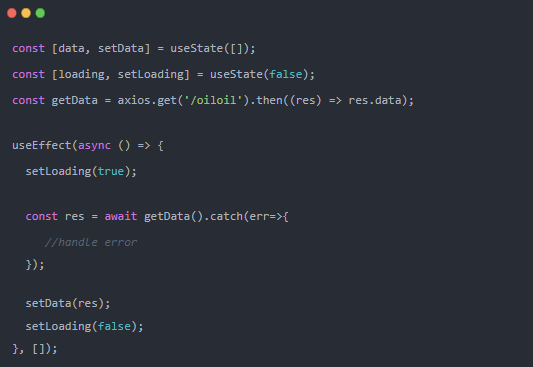 const [data, setData] = useState([]);
const [loading, setLoading] = useState(false);
const getData = axios.get('/oiloil').then((res) => res.data);
useEffect(async () => {
setLoading(true);
const res = await getData().catch(err=>{
//handle error
});
setData(res);
setLoading(false);
}, []);